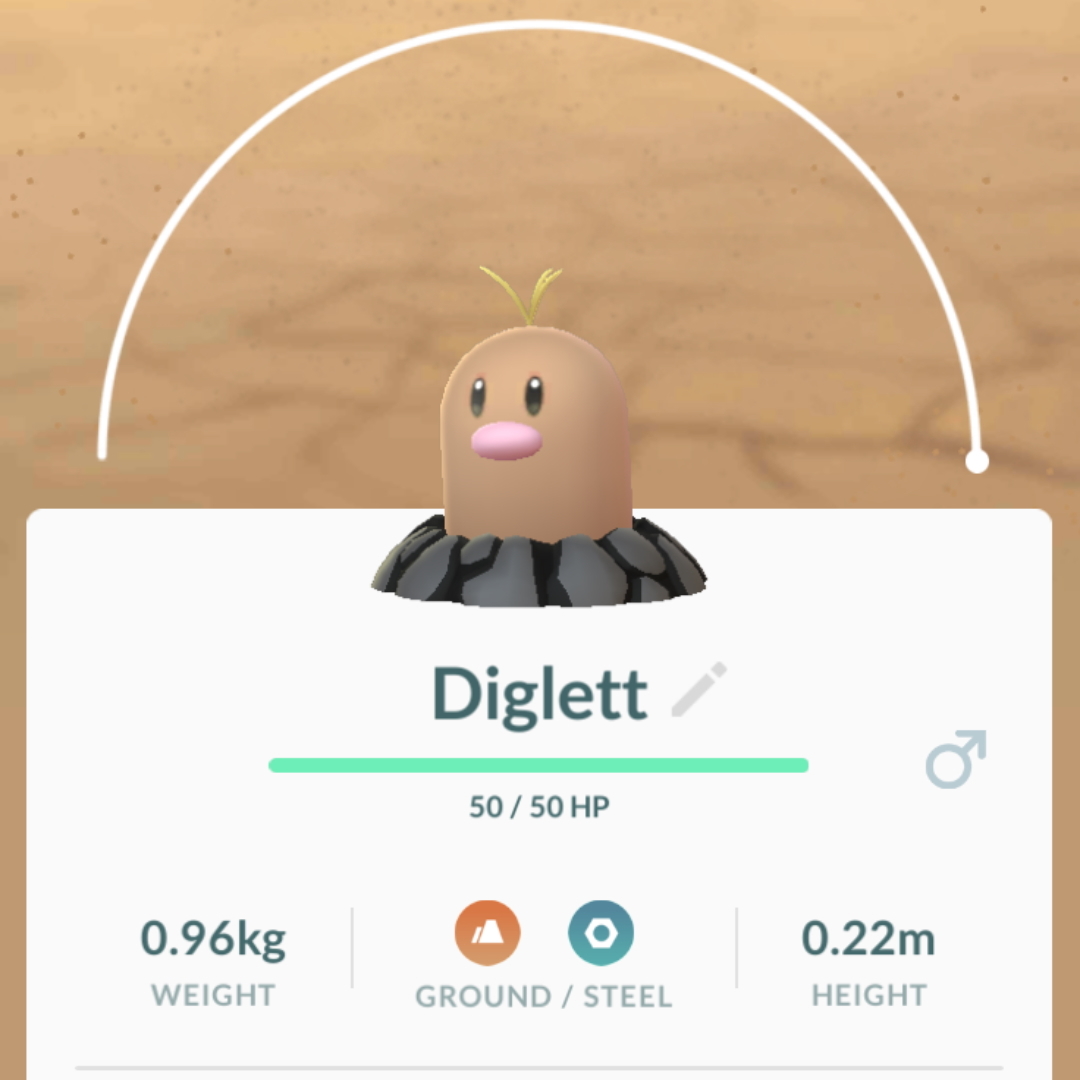 Diglett
50 / 50 HP
0.96kg
WEIGHT
GROUND / STEEL
0.22m
HEIGHT